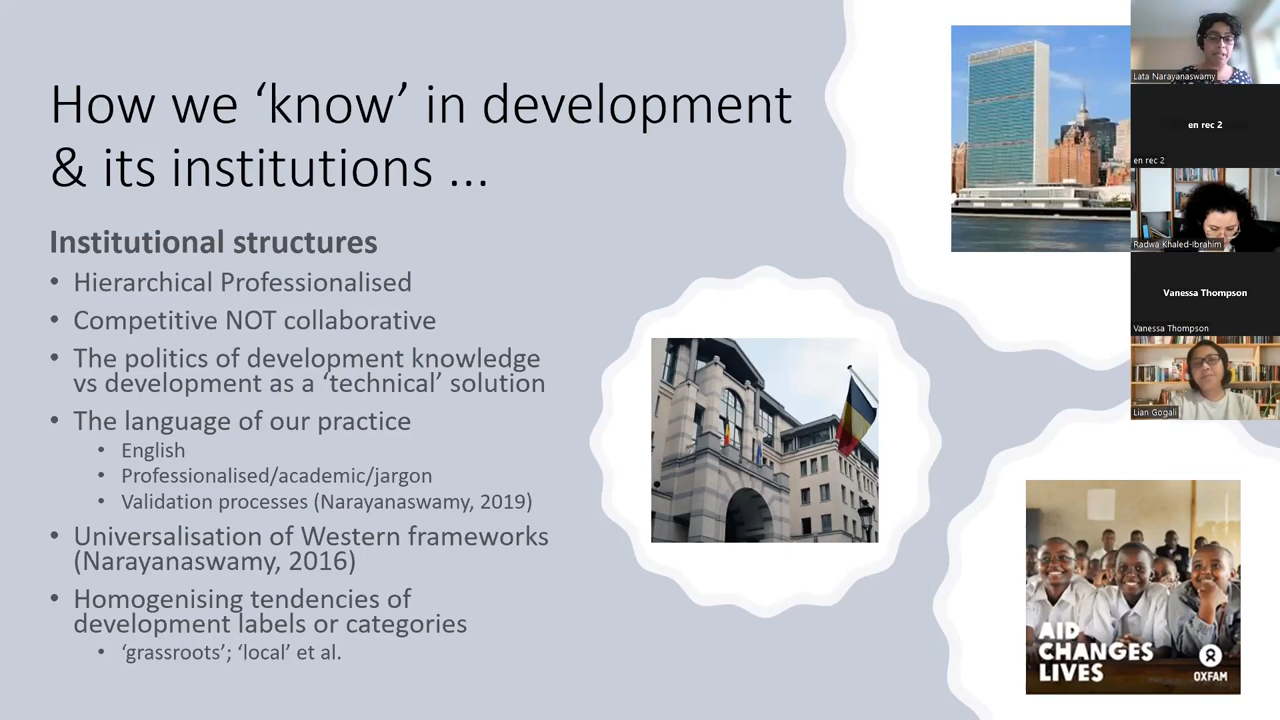 How we ‘know’ in development
& its institutions ...
Institutional structures
• Hierarchical Professionalised
• Competitive NOT collaborative
• The politics of development knowledge
vs development as a ‘technical’ solution
• The language of our practice
• English
• Professionalised/academic/jargon
• Validation processes (Narayanaswamy, 2019)
• Universalisation of Western frameworks
(Narayanaswamy, 2016)
• Homogenising tendencies of
development labels or categories
• ‘grassroots’; ‘local’ et al.
AID
CHANGES
LIVES
OXFAM
Lata Narayanaswamy
en rec 2
en rec 2
Radwa Khaled-Ibrahim
Vanessa Thompson
Vanessa Thompson
Lian Gogali